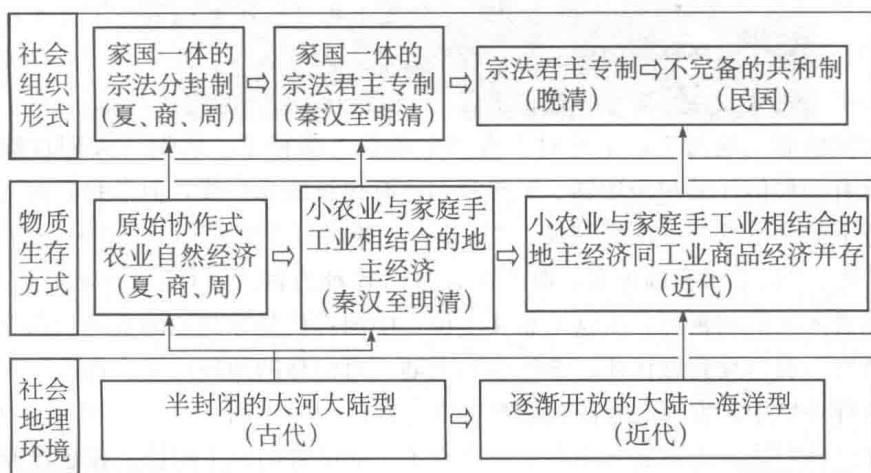 社会
组织
形式
家国一体的
宗法分封制
(夏、商、周)
家国一体的
宗法君主专制
(秦汉至明清)
宗法君主专制⇨不完备的共和制
(晚清) (民国)
物质
生存
方式
原始协作式
农业自然经济
(夏、商、周)
小农业与家庭手
工业相结合的地
主经济
(秦汉至明清)
小农业与家庭手工业相结合的
地主经济同工业商品经济并存
(近代)
社会
地理
环境
半封闭的大河大陆型
(古代)
逐渐开放的大陆—海洋型
(近代)